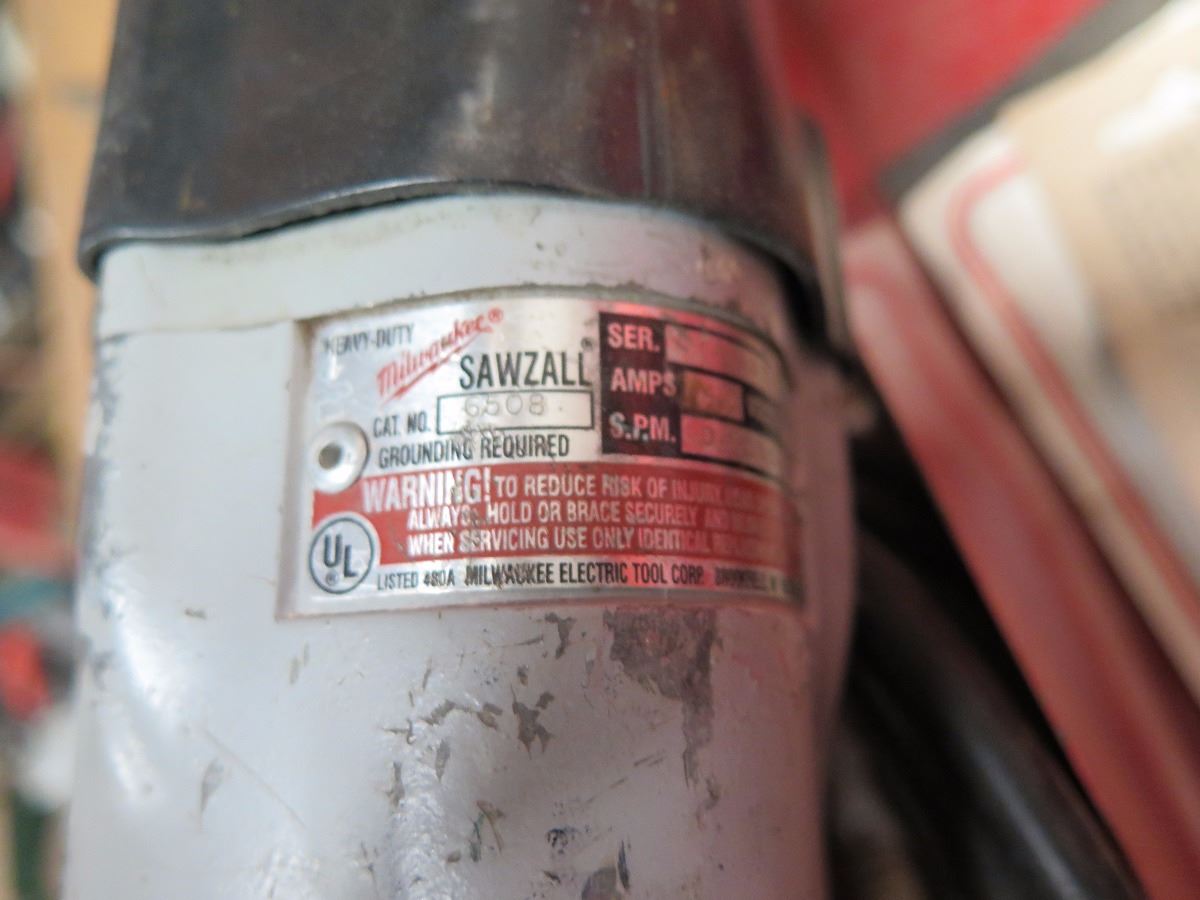 HEAVY-DUTY
Milwaukee®
SAWZALL®
CAT. NO. 6508
GROUNDING REQUIRED
SER.
AMPS
S.P.M.
WARNING! TO REDUCE RISK OF INJURY
ALWAYS HOLD OR BRACE SECURELY AND
WHEN SERVICING USE ONLY IDENTICAL
UL ®
LISTED 480A MILWAUKEE ELECTRIC TOOL CORP.